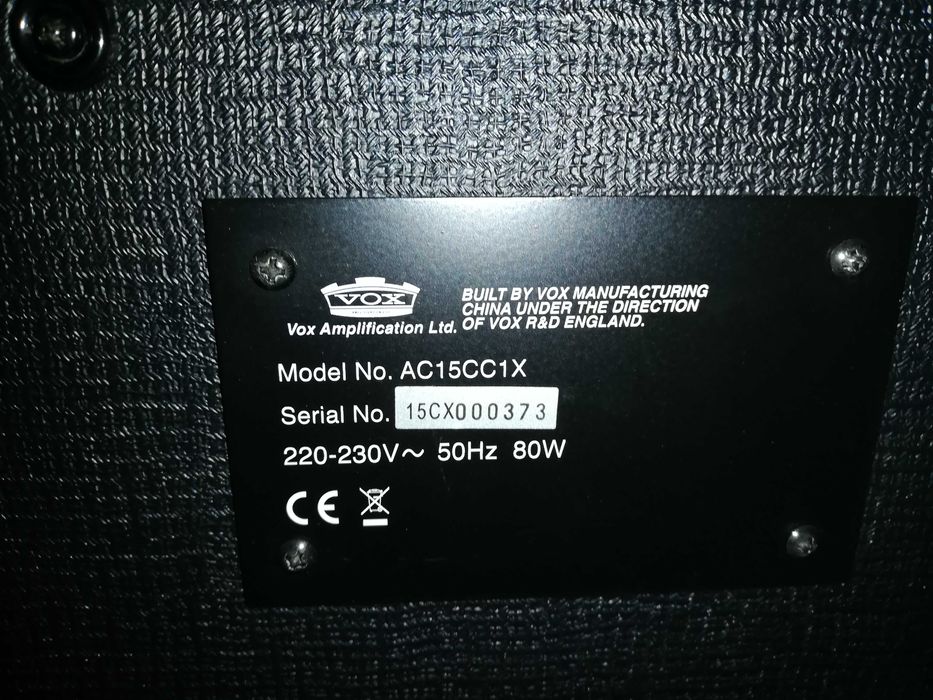 VOX
Vox Amplification Ltd.
BUILT BY VOX MANUFACTURING
CHINA UNDER THE DIRECTION
OF VOX R&D ENGLAND.
Model No. AC15CC1X
Serial No. 15CX000373
220-230V~ 50Hz 80W
CE